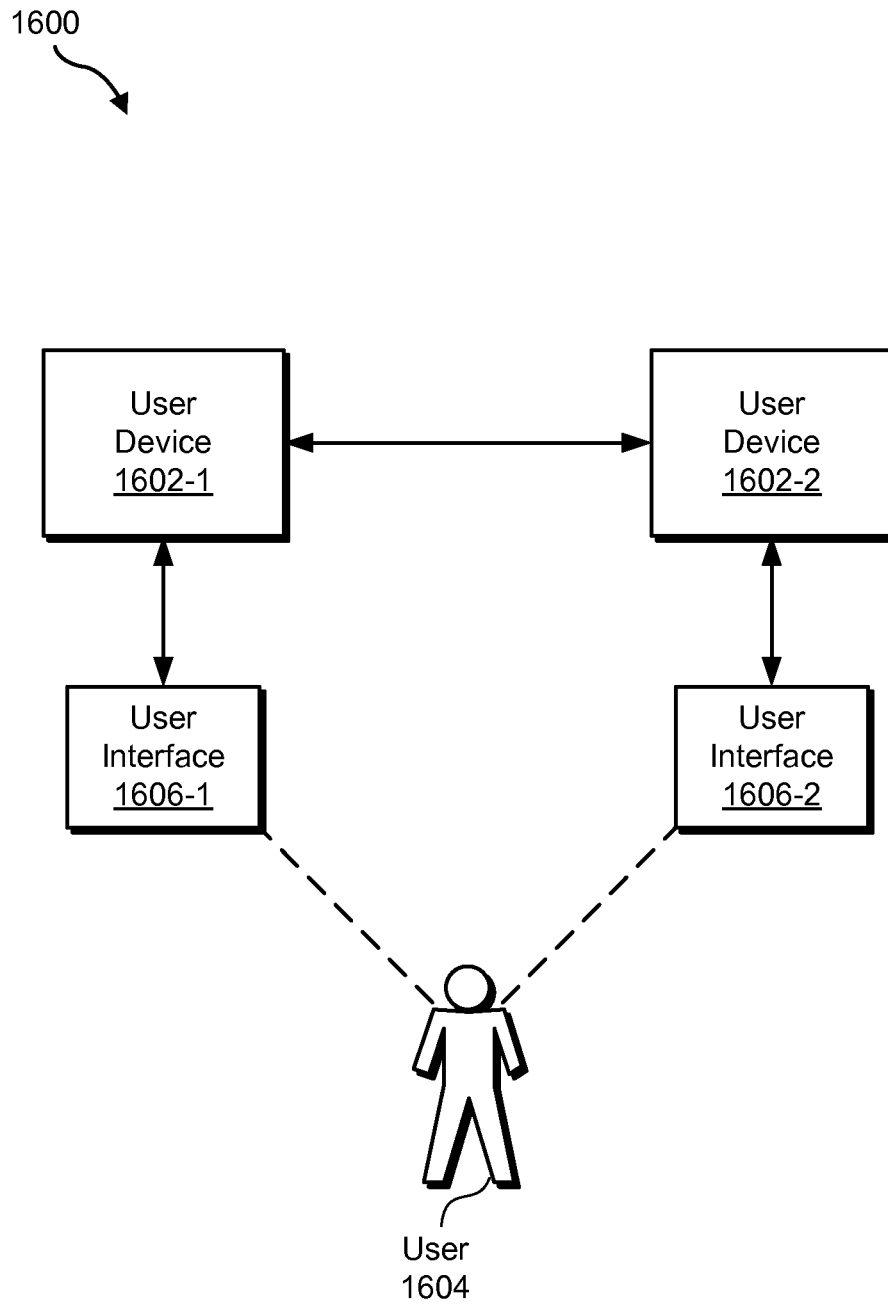 1600
User
Device
1602-1
User
Device
1602-2
User
Interface
1606-1
User
Interface
1606-2
User
1604